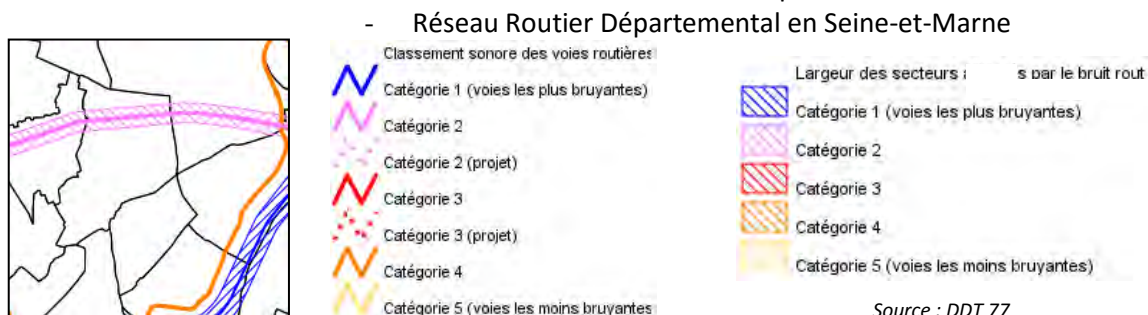 - Réseau Routier Départemental en Seine-et-Marne
Classement sonore des voies routières
Catégorie 1 (voies les plus bruyantes)
Catégorie 2
Catégorie 2 (projet)
Catégorie 3
Catégorie 3 (projet)
Catégorie 4
Catégorie 5 (voies les moins bruyantes
Largeur des secteurs s par le bruit rout
Catégorie 1 (voies les plus bruyantes)
Catégorie 2
Catégorie 3
Catégorie 4
Catégorie 5 (voies les moins bruyantes)
Source : DDT 77